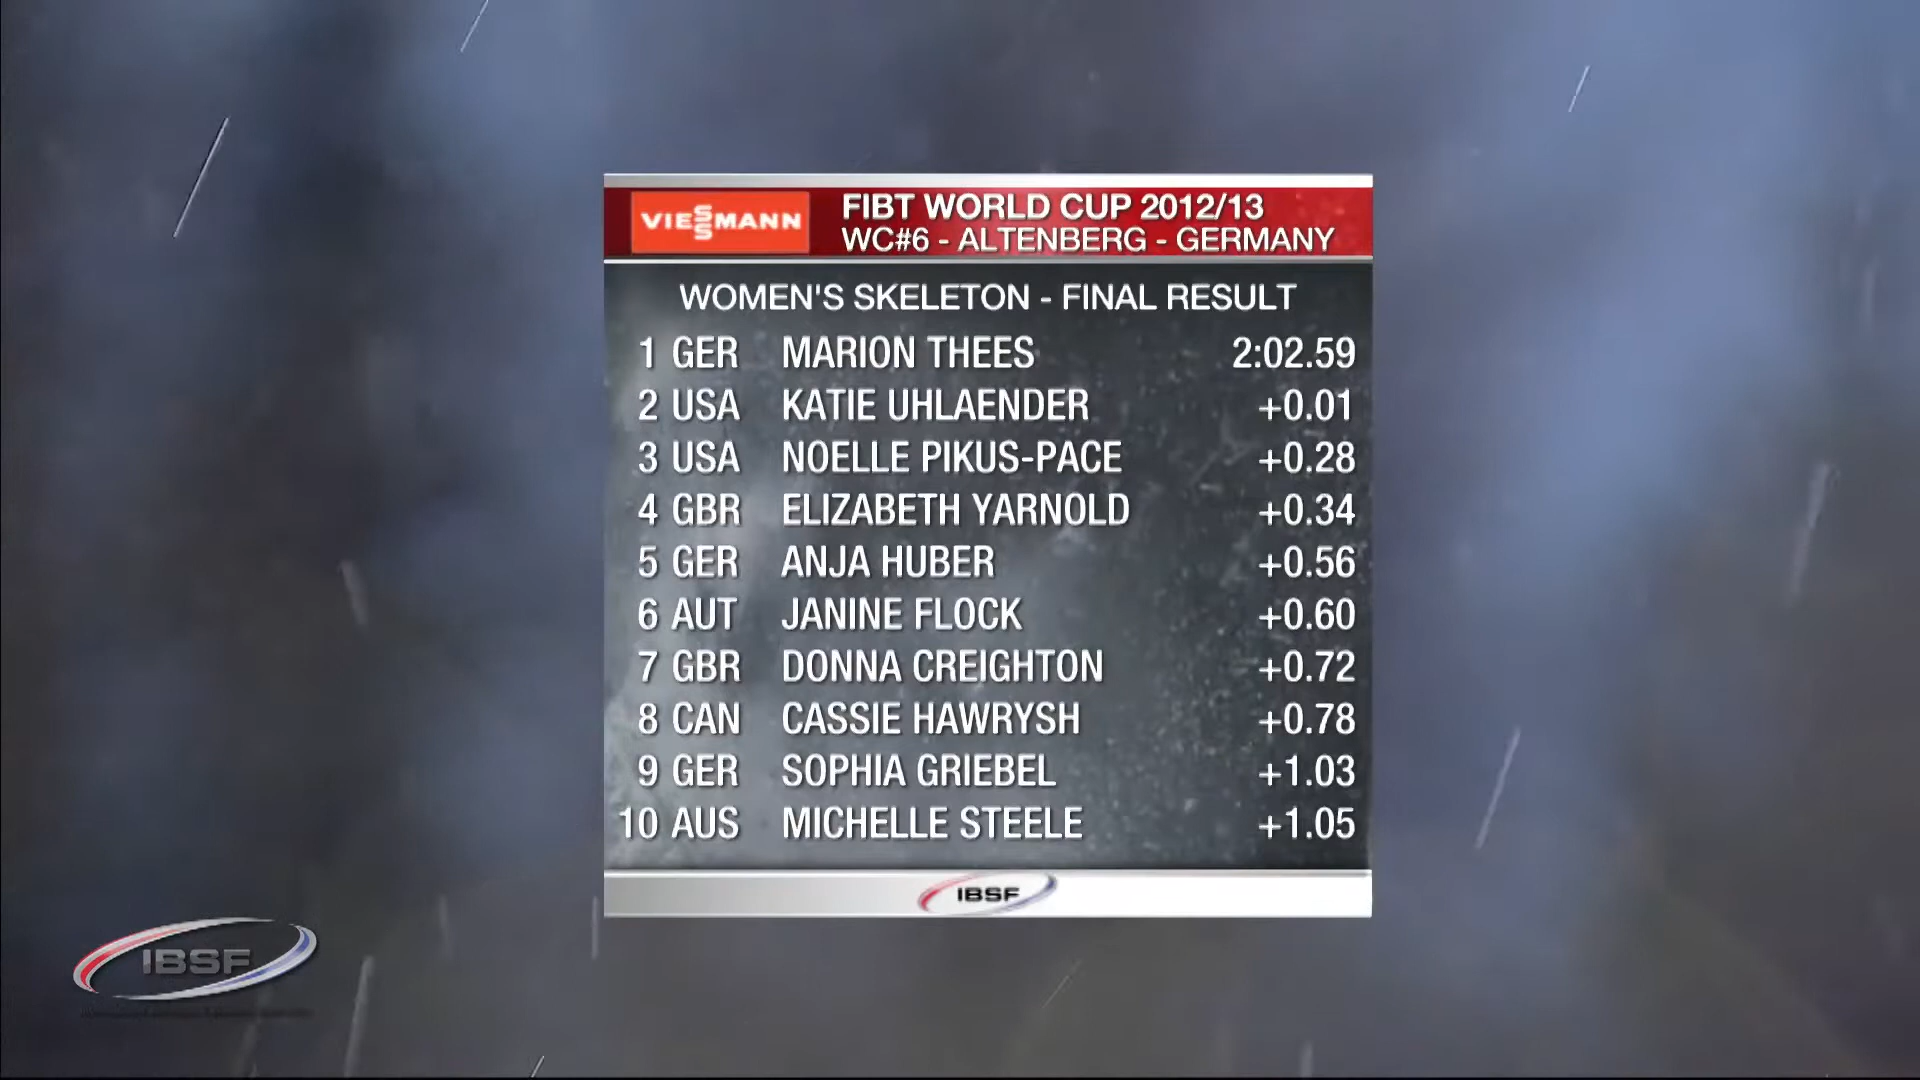 VIESSMANN
FIBT WORLD CUP 2012/13
WC#6 - ALTENBERG - GERMANY
WOMEN'S SKELETON - FINAL RESULT
1 GER MARION THEES 2:02.59
2 USA KATIE UHLAENDER +0.01
3 USA NOELLE PIKUS-PACE +0.28
4 GBR ELIZABETH YARNOLD +0.34
5 GER ANJA HUBER +0.56
6 AUT JANINE FLOCK +0.60
7 GBR DONNA CREIGHTON +0.72
8 CAN CASSIE HAWRYSH +0.78
9 GER SOPHIA GRIEBEL +1.03
10 AUS MICHELLE STEELE +1.05
IBSF
IBSF